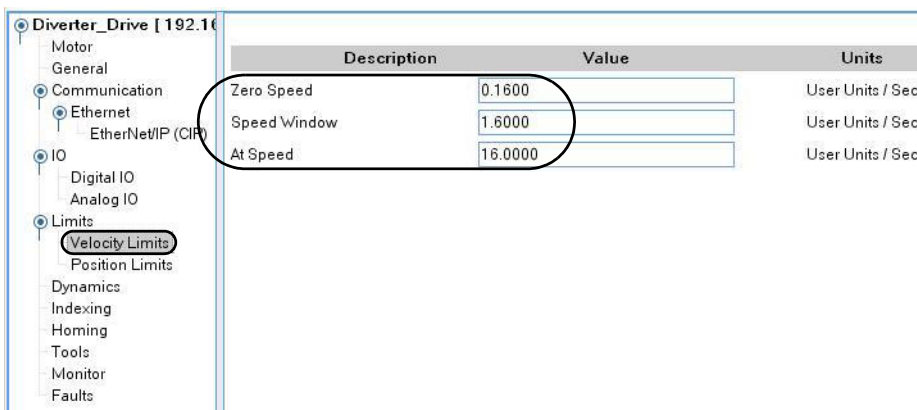 Diverter_Drive [ 192.16
Motor
General
Communication
Ethernet
EtherNet/IP (CIP)
IO
Digital IO
Analog IO
Limits
Velocity Limits
Position Limits
Dynamics
Indexing
Homing
Tools
Monitor
Faults
Description Value Units
Zero Speed 0.1600 User Units / Sec
Speed Window 1.6000 User Units / Sec
At Speed 16.0000 User Units / Sec